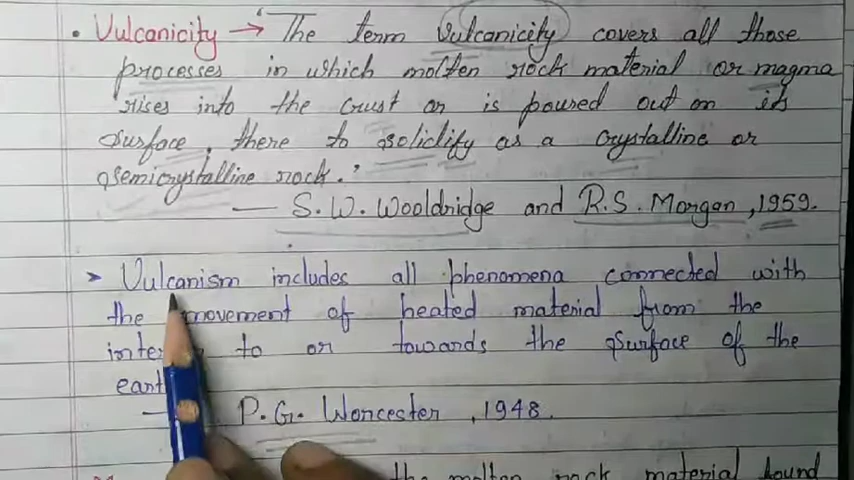 • Vulcanicity → "The term Vulcanicity covers all those
processes in which molten rock material or magma
rises into the crust or is poured out on its
surface, there to solidify as a crystalline or
semicrystalline rock."
— S.W. Wooldridge and R.S. Morgan, 1959.
➤ Vulcanism includes all phenomena connected with
the movement of heated material from the
to or towards the surface of the
— P.G. Worcester, 1948.
the molten rock material found